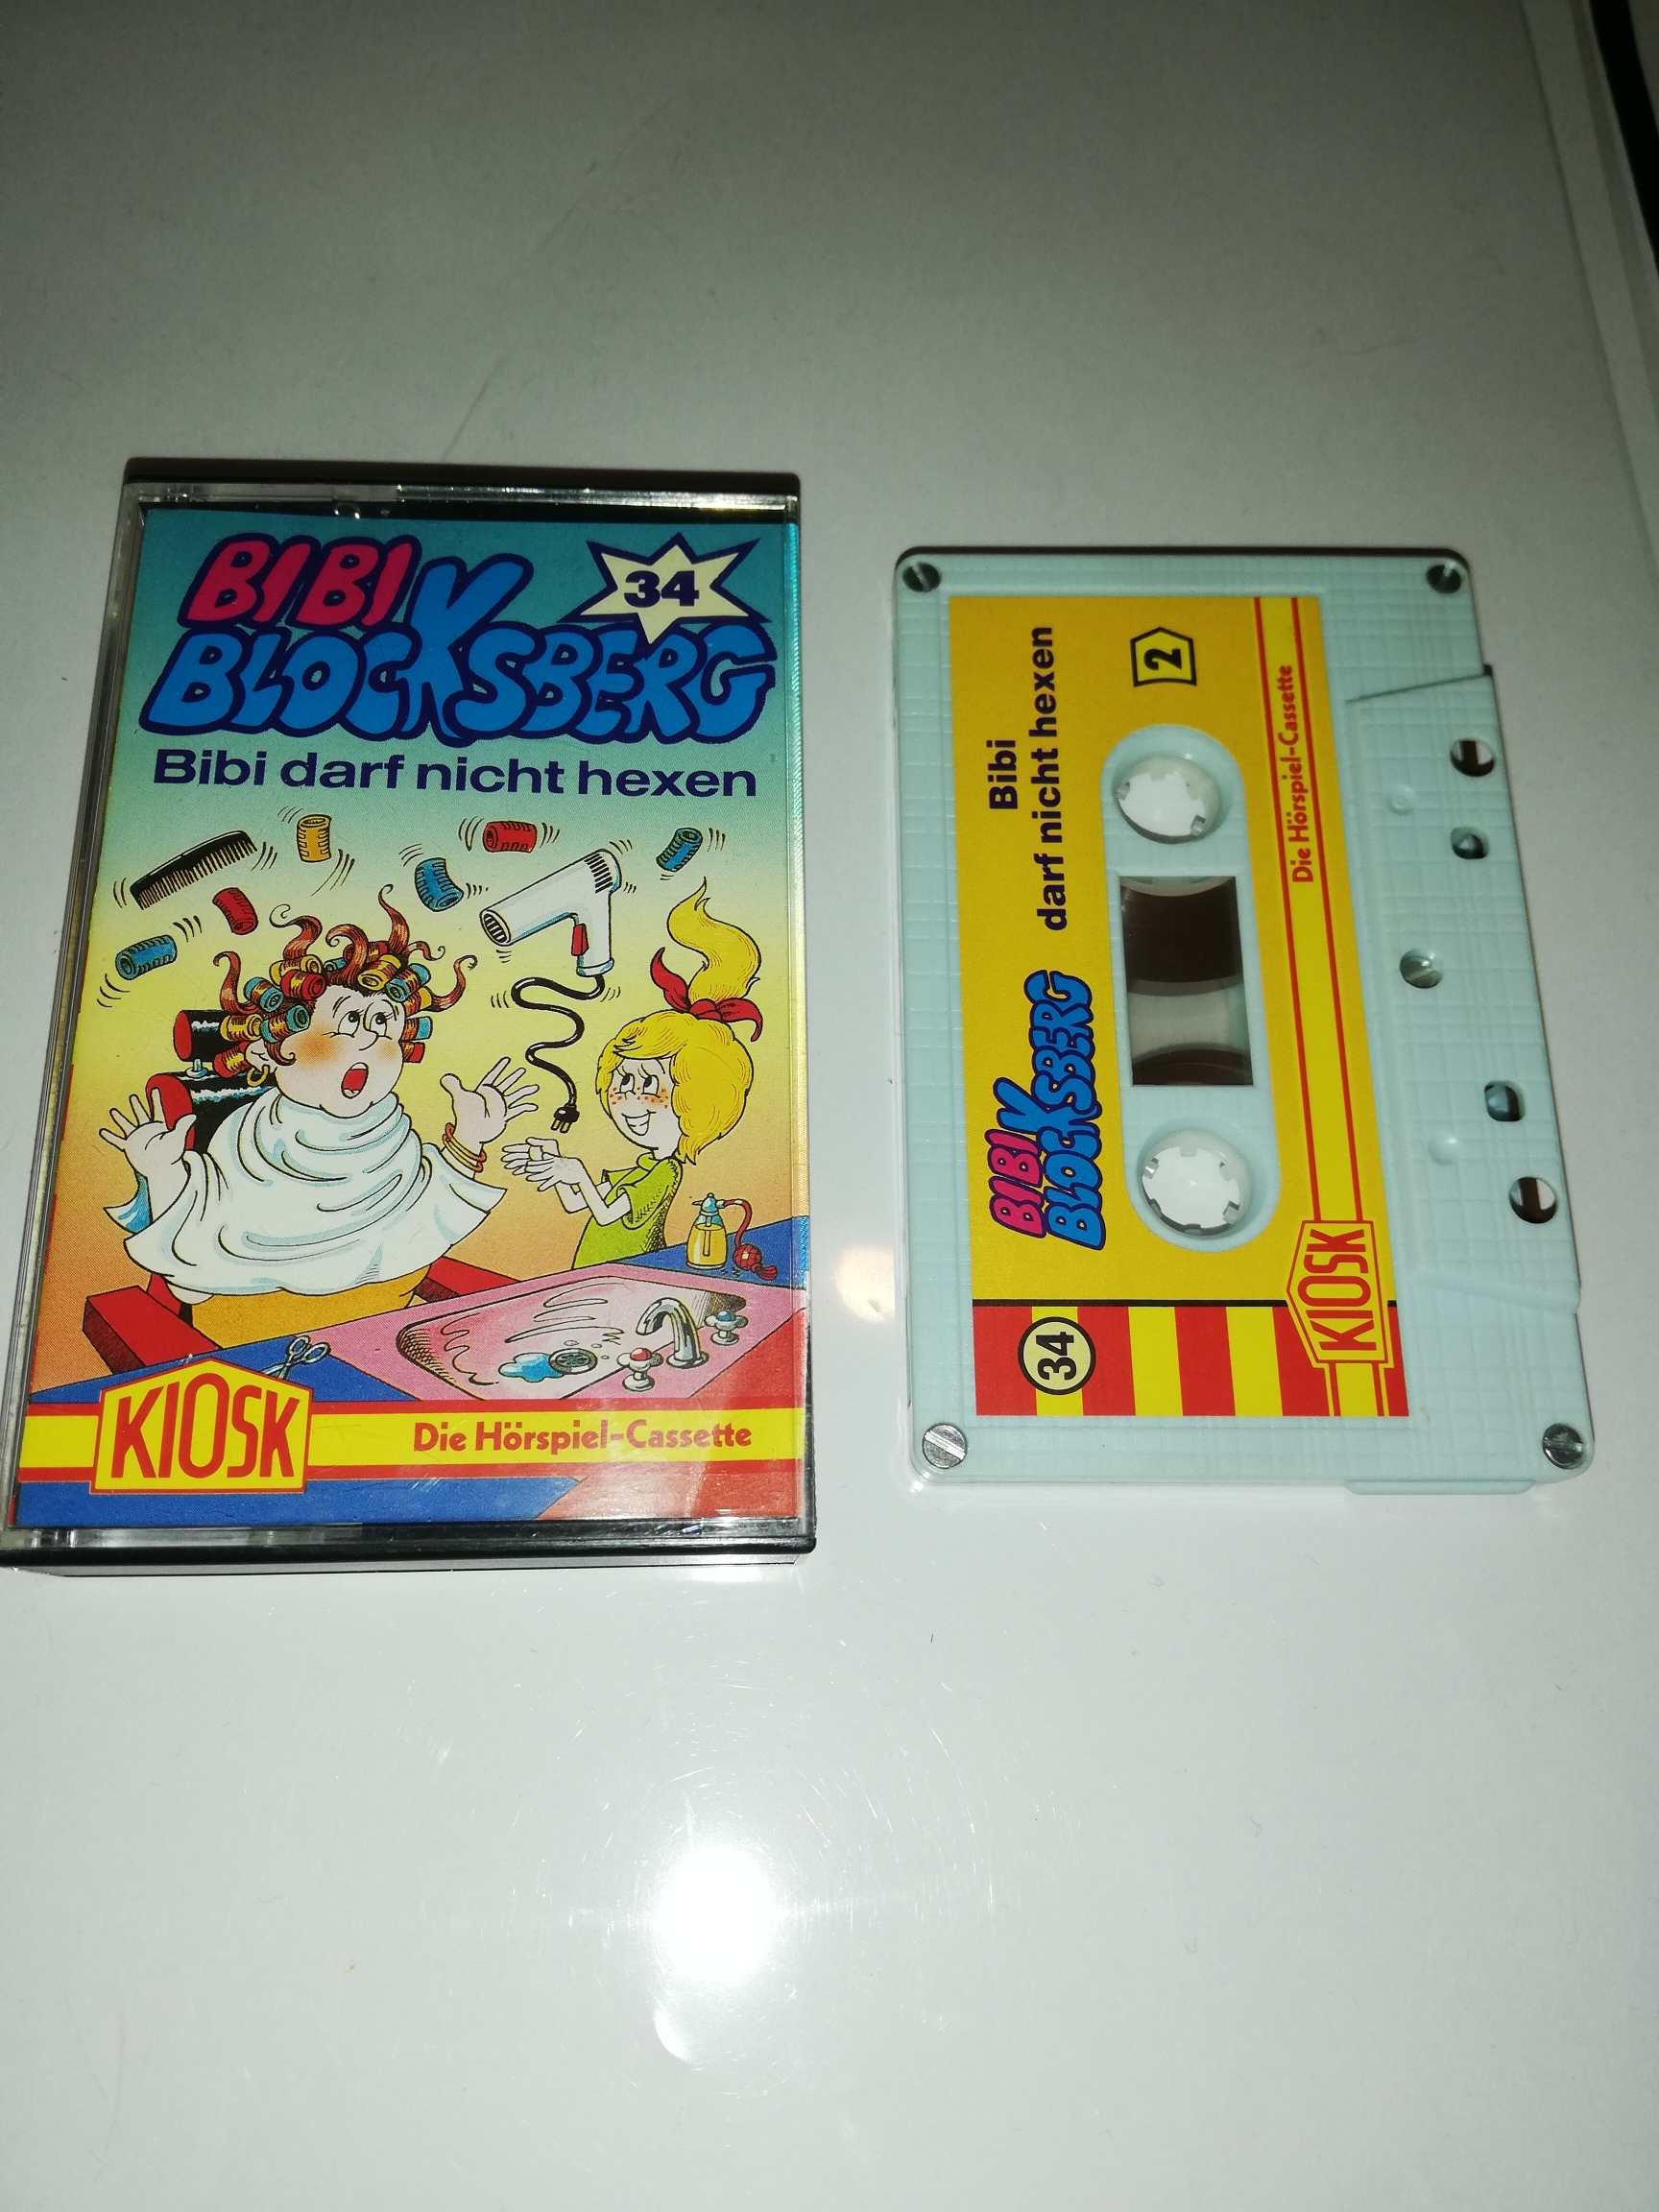 BIBI
BLOCKSBERG
34
Bibi darf nicht hexen
KIOSK
Die Hörspiel-Cassette
BIBI
BLOCKSBERG
Bibi
darf nicht hexen
2
34
KIOSK
Die Hörspiel-Cassette